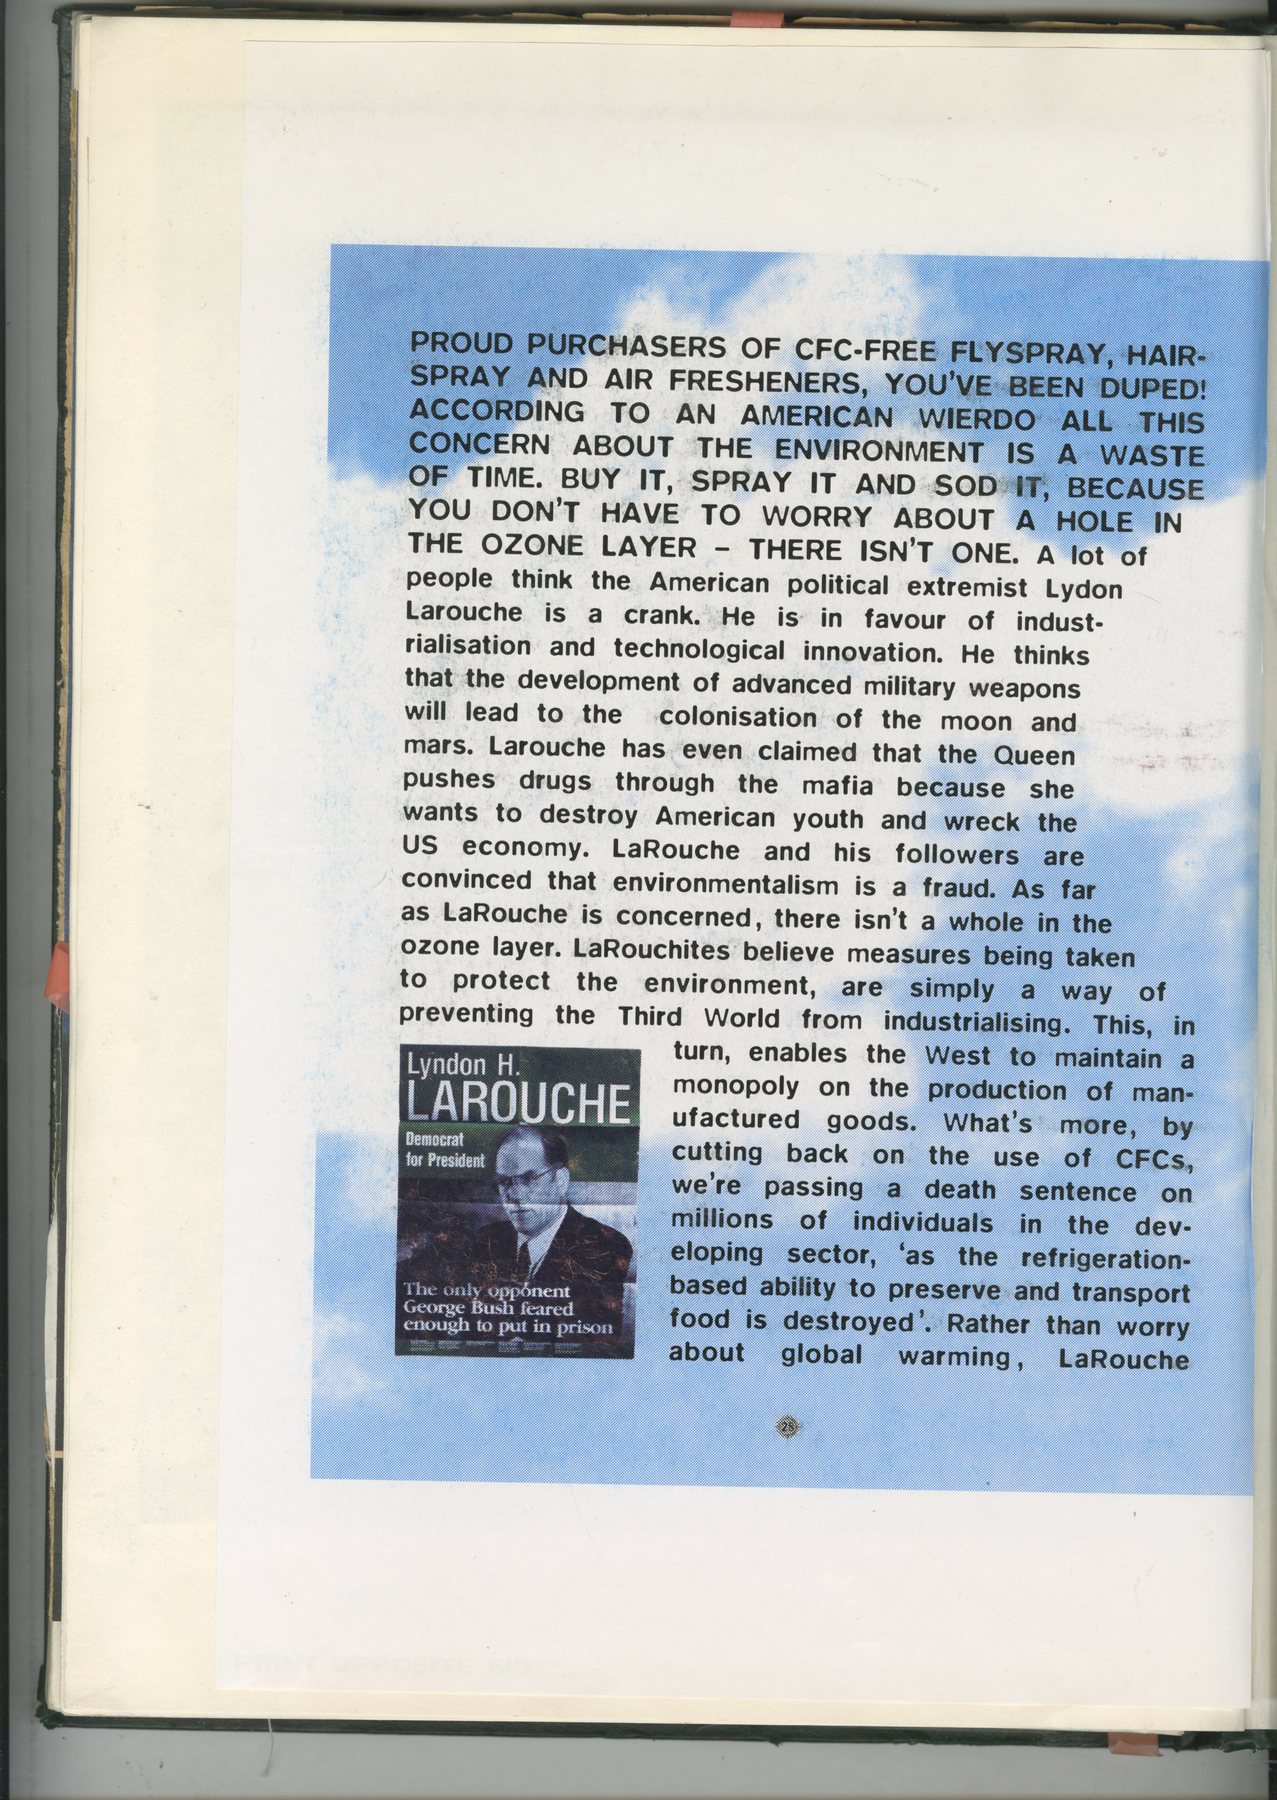 PROUD PURCHASERS OF CFC-FREE FLYSPRAY, HAIR-
SPRAY AND AIR FRESHENERS, YOU'VE BEEN DUPED!
ACCORDING TO AN AMERICAN WIERDO ALL THIS
CONCERN ABOUT THE ENVIRONMENT IS A WASTE
OF TIME. BUY IT, SPRAY IT AND SOD IT, BECAUSE
YOU DON'T HAVE TO WORRY ABOUT A HOLE IN
THE OZONE LAYER – THERE ISN'T ONE. A lot of
people think the American political extremist Lydon
Larouche is a crank. He is in favour of indust-
rialisation and technological innovation. He thinks
that the development of advanced military weapons
will lead to the colonisation of the moon and
mars. Larouche has even claimed that the Queen
pushes drugs through the mafia because she
wants to destroy American youth and wreck the
US economy. LaRouche and his followers are
convinced that environmentalism is a fraud. As far
as LaRouche is concerned, there isn't a whole in the
ozone layer. LaRouchites believe measures being taken
to protect the environment, are simply a way of
preventing the Third World from industrialising. This, in
turn, enables the West to maintain a
monopoly on the production of man-
ufactured goods. What's more, by
cutting back on the use of CFCs,
we're passing a death sentence on
millions of individuals in the dev-
eloping sector, 'as the refrigeration-
based ability to preserve and transport
food is destroyed'. Rather than worry
about global warming, LaRouche
Lyndon H.
LAROUCHE
Democrat
for President
The only opponent
George Bush feared
enough to put in prison
28
PRINT OPPOSITE SIDE